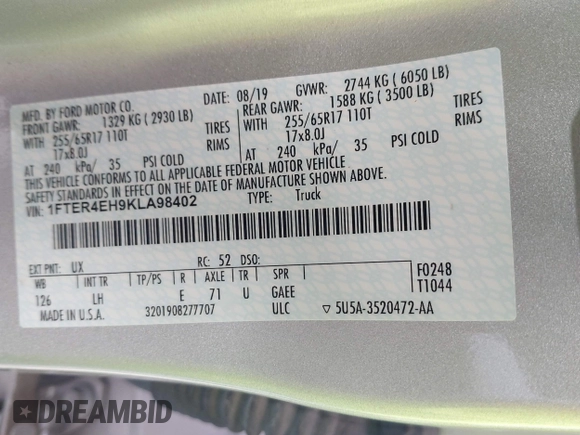 MFD. BY FORD MOTOR CO.
DATE: 08/19 GVWR: 2744 KG ( 6050 LB)
FRONT GAWR: 1329 KG ( 2930 LB)
REAR GAWR: 1588 KG ( 3500 LB)
WITH 255/65R17 110T TIRES
WITH 255/65R17 110T TIRES
17x8.0J RIMS
17x8.0J RIMS
AT 240 kPa/ 35 PSI COLD
AT 240 kPa/ 35 PSI COLD
THIS VEHICLE CONFORMS TO ALL APPLICABLE FEDERAL MOTOR VEHICLE
SAFETY STANDARDS IN EFFECT ON THE DATE OF MANUFACTURE SHOWN ABOVE.
VIN: 1FTER4EH9KLA98402
TYPE: Truck
EXT PNT: UX RC: 52 DSO:
WB INT TR TP/PS R AXLE TR SPR
126 LH E 71 U GAEE
F0248
T1044
MADE IN U.S.A. 3201908277707 ULC ▽ 5U5A-3520472-AA
DREAMBID